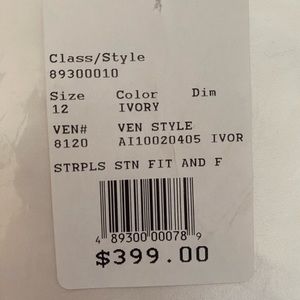 Class/Style
89300010
Size Color Dim
12 IVORY
VEN# VEN STYLE
8120 AI10020405 IVOR
STRPLS STN FIT AND F
4 89300 00078 9
$399.00